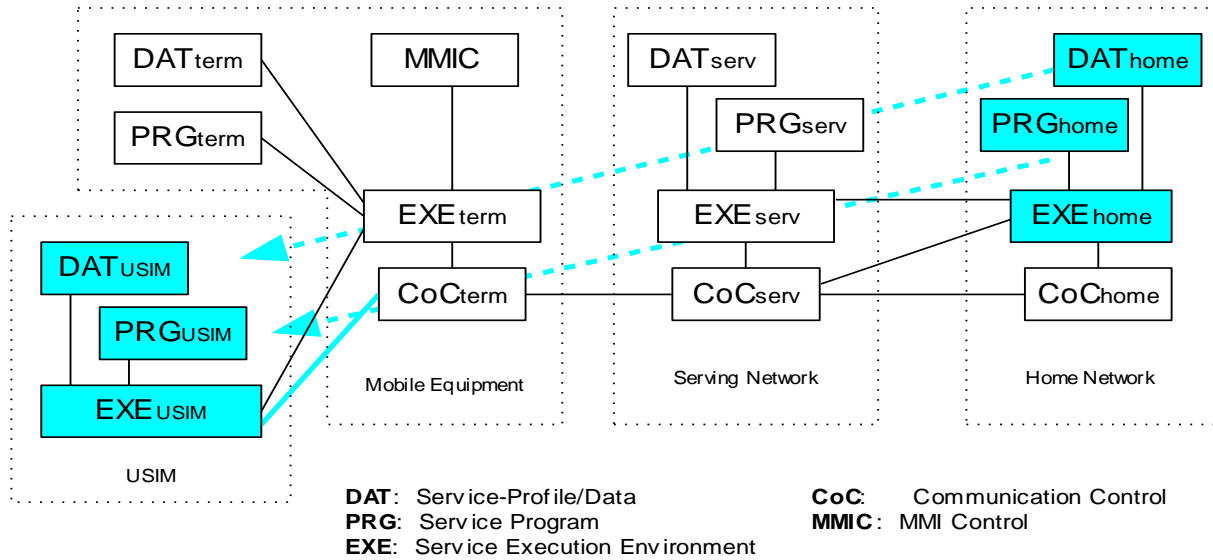 DATterm
MMIC
DATserv
DAThome
PRGterm
PRGserv
PRGhome
EXEterm
EXEserv
EXEhome
DATUSIM
CoCterm
CoCserv
CoChome
PRGUSIM
Mobile Equipment
Serving Network
Home Network
EXEUSIM
USIM
DAT: Service-Profile/Data
CoC: Communication Control
PRG: Service Program
MMIC: MMI Control
EXE: Service Execution Environment